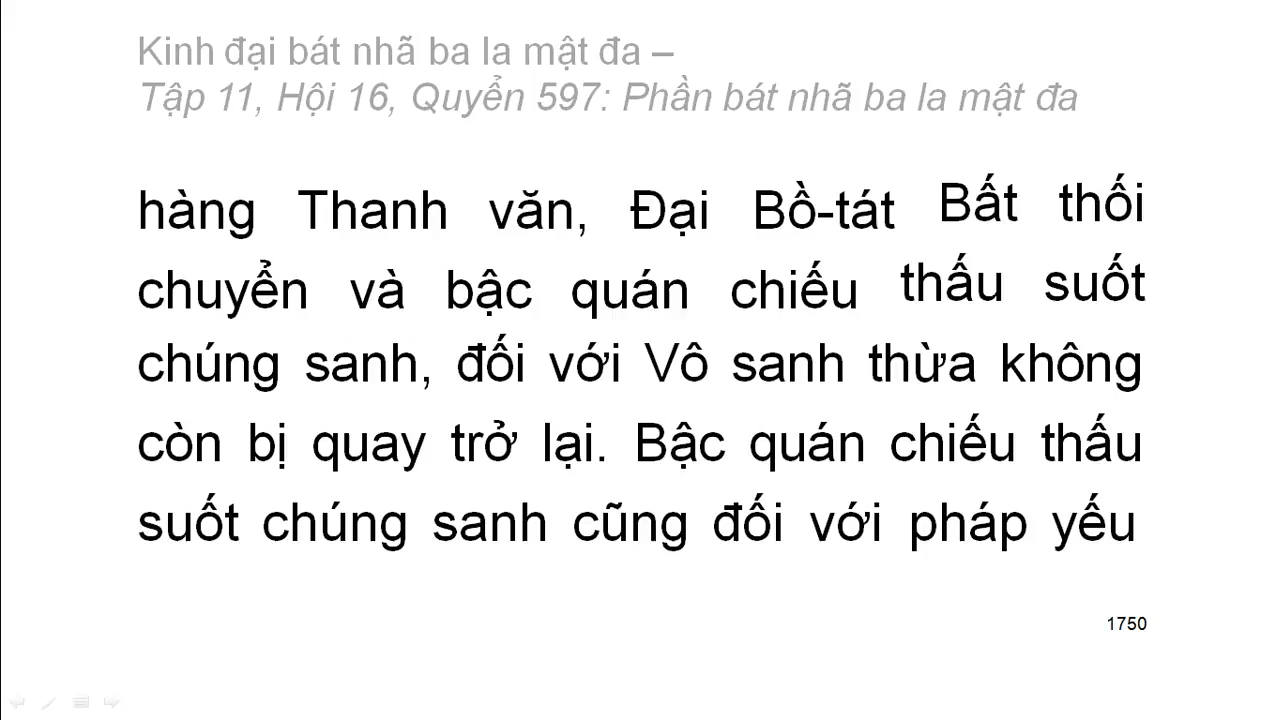 Kinh đại bát nhã ba la mật đa –
Tập 11, Hội 16, Quyển 597: Phần bát nhã ba la mật đa
hàng Thanh văn, Đại Bồ-tát Bất thối
chuyển và bậc quán chiếu thấu suốt
chúng sanh, đối với Vô sanh thừa không
còn bị quay trở lại. Bậc quán chiếu thấu
suốt chúng sanh cũng đối với pháp yếu
1750